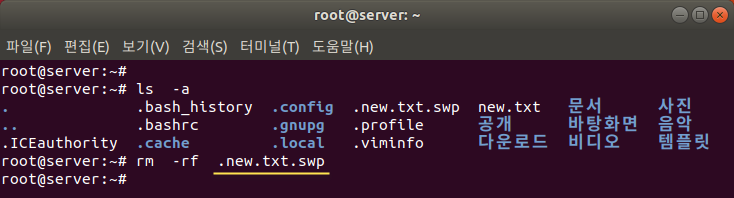 root@server: ~
파일(F) 편집(E) 보기(V) 검색(S) 터미널(T) 도움말(H)
root@server:~#
root@server:~# ls -a
. .bash_history .config .new.txt.swp new.txt 문서 사진
.. .bashrc .gnupg .profile 공개 바탕화면 음악
.ICEauthority .cache .local .viminfo 다운로드 비디오 템플릿
root@server:~# rm -rf .new.txt.swp
root@server:~#